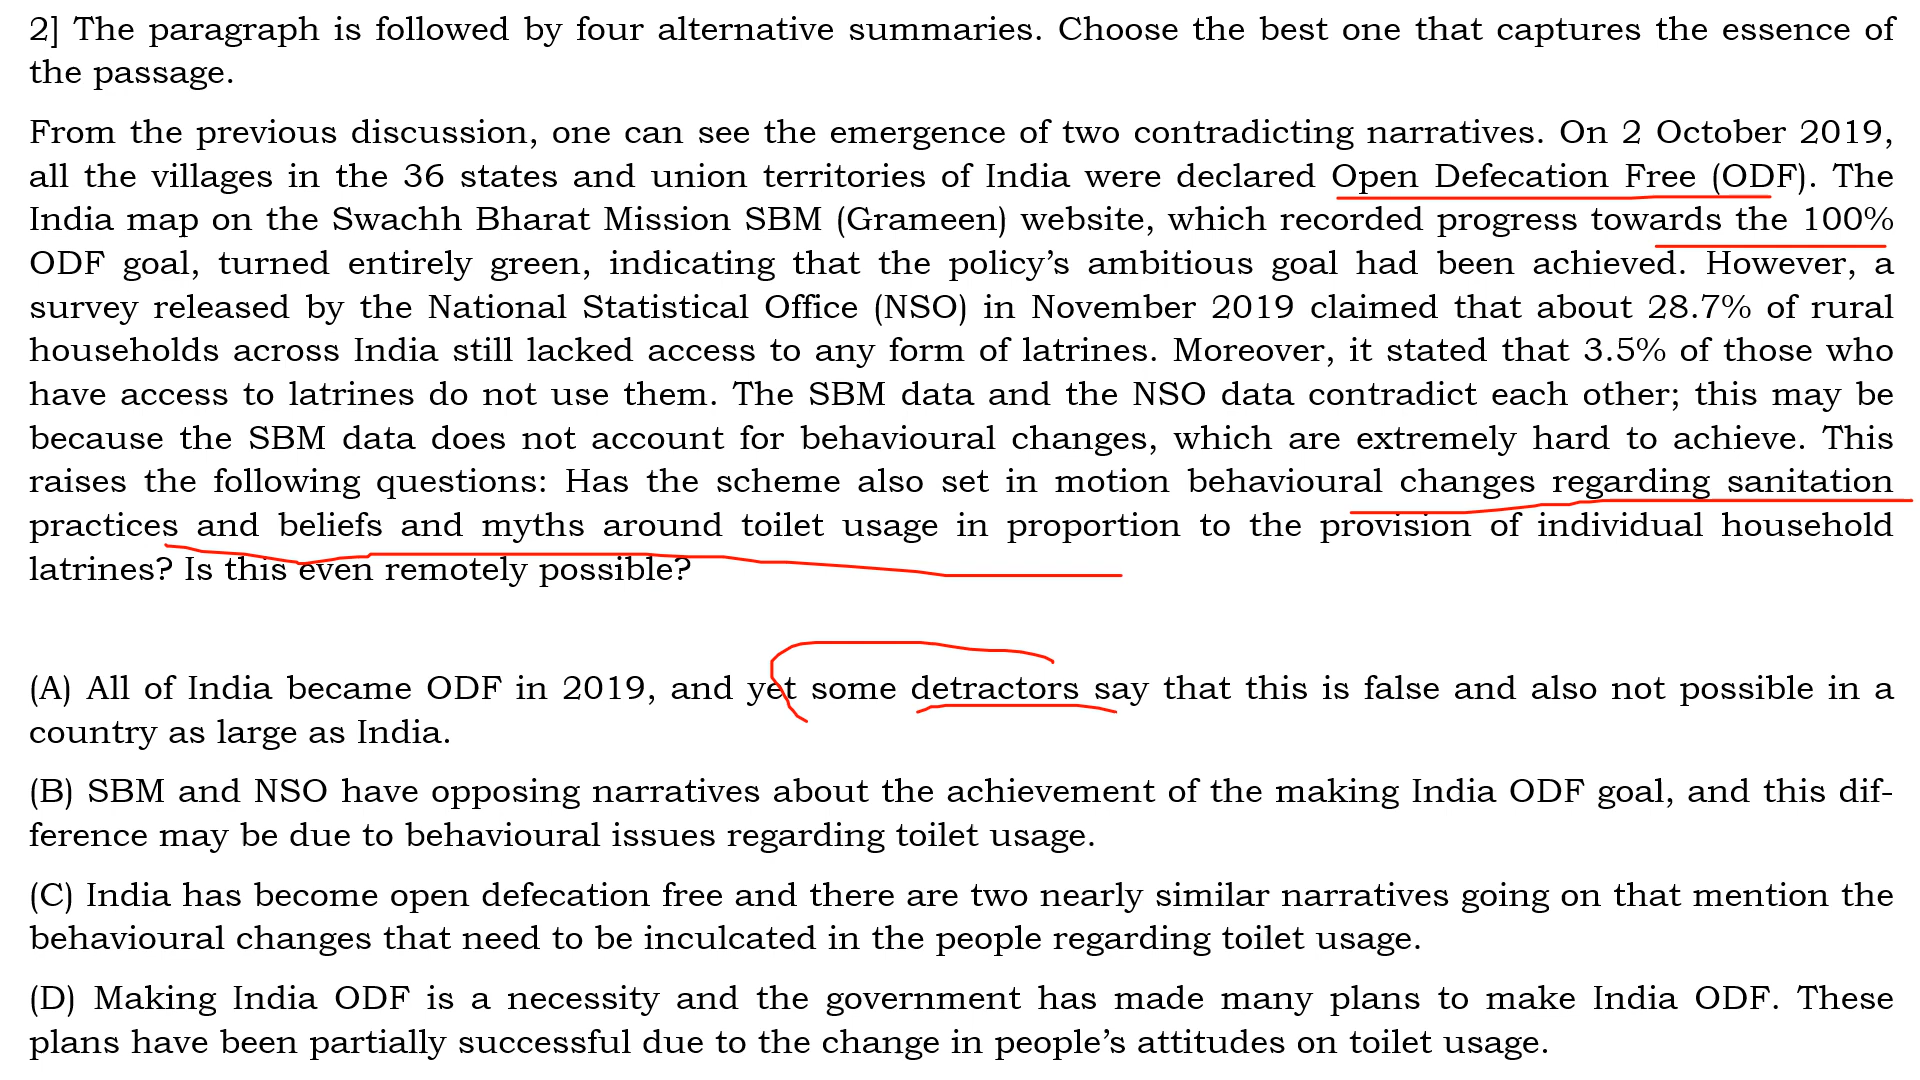 2] The paragraph is followed by four alternative summaries. Choose the best one that captures the essence of
the passage.
From the previous discussion, one can see the emergence of two contradicting narratives. On 2 October 2019,
all the villages in the 36 states and union territories of India were declared Open Defecation Free (ODF). The
India map on the Swachh Bharat Mission SBM (Grameen) website, which recorded progress towards the 100%
ODF goal, turned entirely green, indicating that the policy’s ambitious goal had been achieved. However, a
survey released by the National Statistical Office (NSO) in November 2019 claimed that about 28.7% of rural
households across India still lacked access to any form of latrines. Moreover, it stated that 3.5% of those who
have access to latrines do not use them. The SBM data and the NSO data contradict each other; this may be
because the SBM data does not account for behavioural changes, which are extremely hard to achieve. This
raises the following questions: Has the scheme also set in motion behavioural changes regarding sanitation
practices and beliefs and myths around toilet usage in proportion to the provision of individual household
latrines? Is this even remotely possible?
(A) All of India became ODF in 2019, and yet some detractors say that this is false and also not possible in a
country as large as India.
(B) SBM and NSO have opposing narratives about the achievement of the making India ODF goal, and this dif-
ference may be due to behavioural issues regarding toilet usage.
(C) India has become open defecation free and there are two nearly similar narratives going on that mention the
behavioural changes that need to be inculcated in the people regarding toilet usage.
(D) Making India ODF is a necessity and the government has made many plans to make India ODF. These
plans have been partially successful due to the change in people’s attitudes on toilet usage.